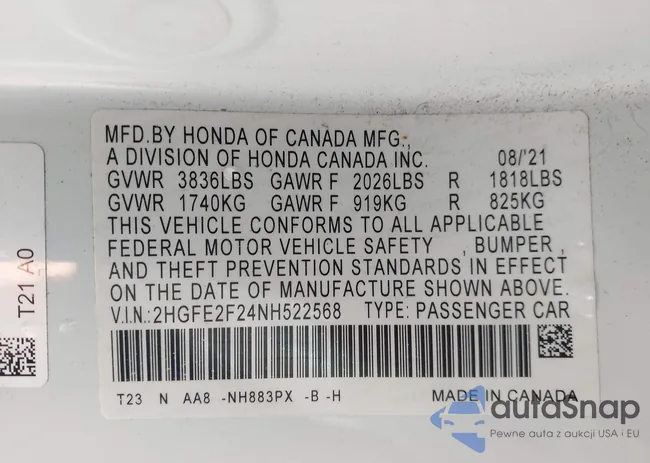 MFD.BY HONDA OF CANADA MFG.,
A DIVISION OF HONDA CANADA INC. 08/'21
GVWR 3836LBS GAWR F 2026LBS R 1818LBS
GVWR 1740KG GAWR F 919KG R 825KG
THIS VEHICLE CONFORMS TO ALL APPLICABLE
FEDERAL MOTOR VEHICLE SAFETY , BUMPER ,
AND THEFT PREVENTION STANDARDS IN EFFECT
ON THE DATE OF MANUFACTURE SHOWN ABOVE.
V.I.N.:2HGFE2F24NH522568 TYPE: PASSENGER CAR
T23 N AA8 -NH883PX -B -H MADE IN CANADA
T21 A0
autoSnap
Pewne auta z aukcji USA i EU